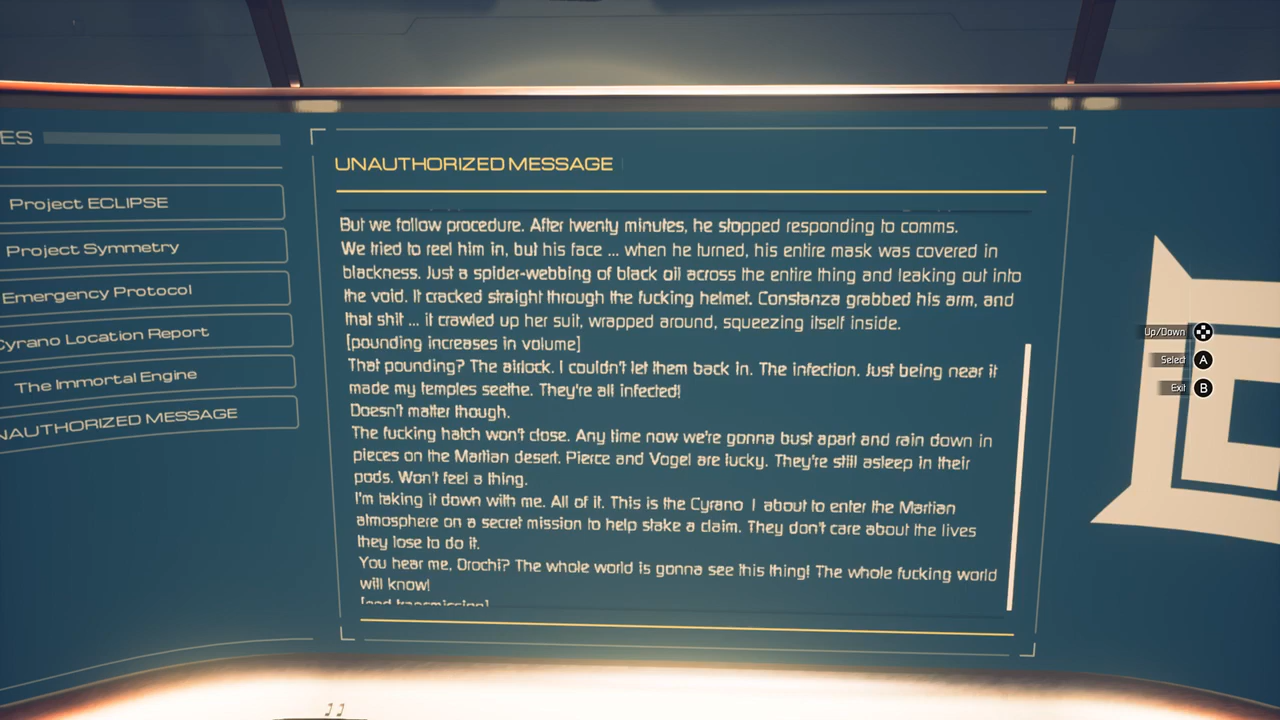 ES
Project ECLIPSE
Project Symmetry
Emergency Protocol
Cyrano Location Report
The Immortal Engine
NAUTHORIZED MESSAGE
UNAUTHORIZED MESSAGE
But we follow procedure. After twenty minutes, he stopped responding to comms.
We tried to reel him in, but his face ... when he turned, his entire mask was covered in
blackness. Just a spider-webbing of black oil across the entire thing and leaking out into
the void. It cracked straight through the fucking helmet. Constanza grabbed his arm, and
that shit ... it crawled up her suit, wrapped around, squeezing itself inside.
[pounding increases in volume]
That pounding? The airlock. I couldn't let them back in. The infection. Just being near it
made my temples seethe. They're all infected!
Doesn't matter though.
The fucking hatch won't close. Any time now we're gonna bust apart and rain down in
pieces on the Martian desert. Pierce and Vogel are lucky. They're still asleep in their
pods. Won't feel a thing.
I'm taking it down with me. All of it. This is the Cyrano 1 about to enter the Martian
atmosphere on a secret mission to help stake a claim. They don't care about the lives
they lose to do it.
You hear me, Orochi? The whole world is gonna see this thing! The whole fucking world
will know!
[end transmission]
Up/Down
Select A
Exit B